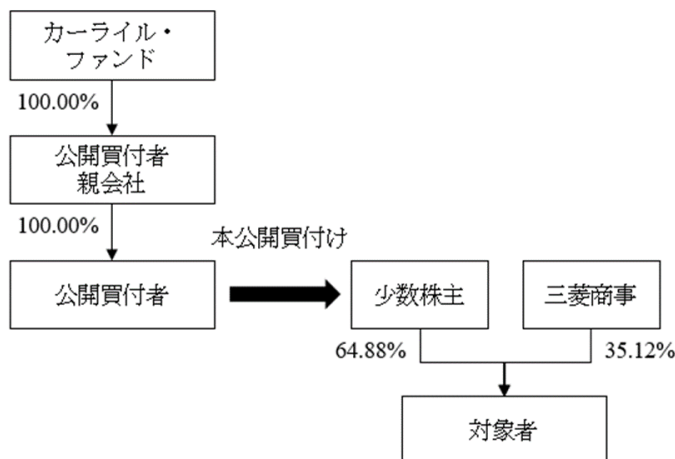 カーライル・
ファンド
100.00%
公開買付者
親会社
100.00%
本公開買付け
公開買付者
少数株主
三菱商事
64.88%
35.12%
対象者